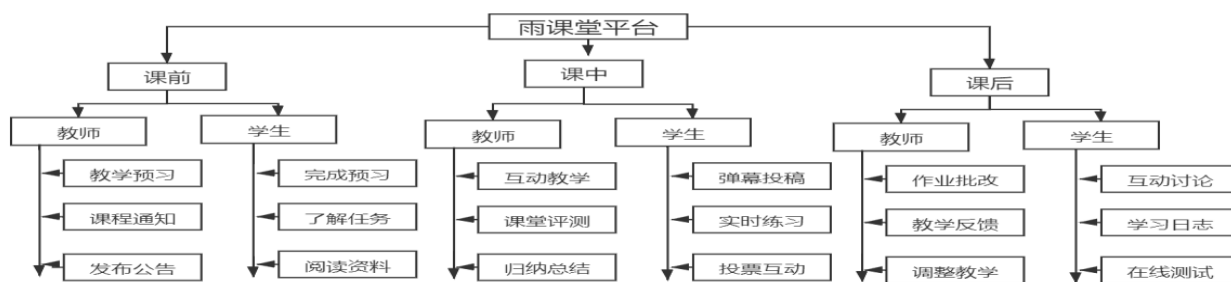 雨课堂平台
课前
课中
课后
教师
学生
教师
学生
教师
学生
教学预习
完成预习
互动教学
弹幕投稿
作业批改
互动讨论
课程通知
了解任务
课堂评测
实时练习
教学反馈
学习日志
发布公告
阅读资料
归纳总结
投票互动
调整教学
在线测试